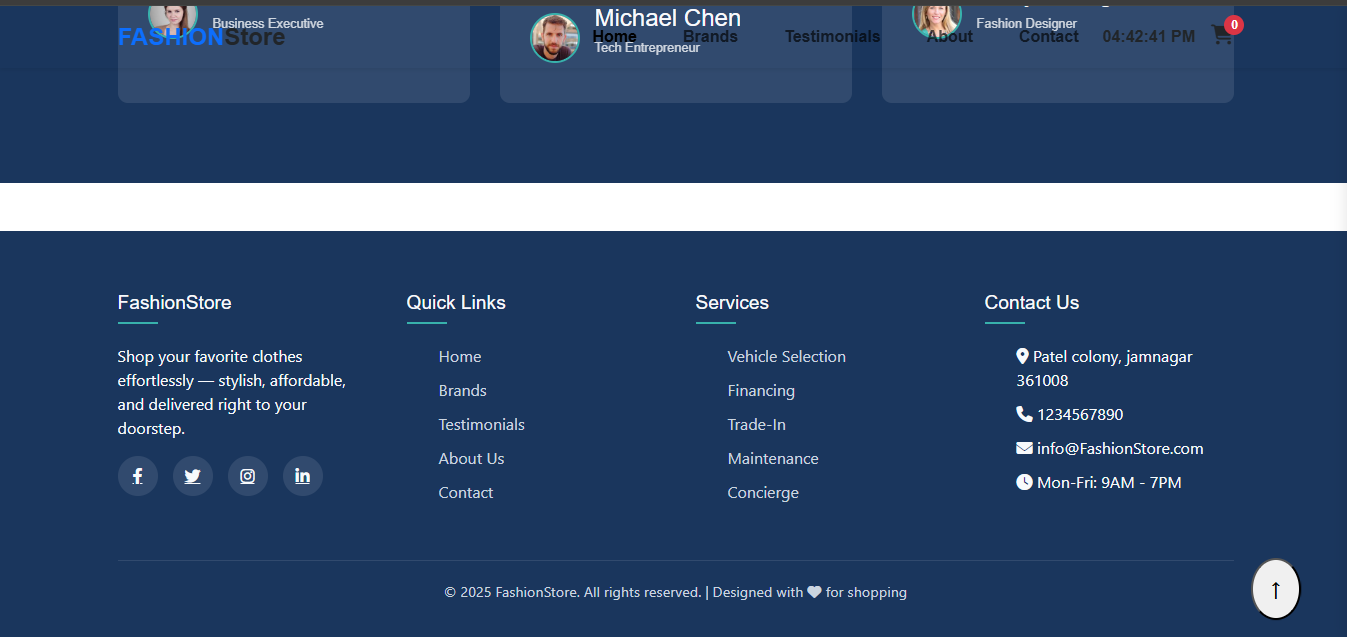 FASHIONStore
Home
Brands
Testimonials
About
Contact
04:42:41 PM
0
Business Executive
Michael Chen
Tech Entrepreneur
Fashion Designer
FashionStore
Shop your favorite clothes
effortlessly — stylish, affordable,
and delivered right to your
doorstep.
Quick Links
Home
Brands
Testimonials
About Us
Contact
Services
Vehicle Selection
Financing
Trade-In
Maintenance
Concierge
Contact Us
Patel colony, jamnagar
361008
1234567890
info@FashionStore.com
Mon-Fri: 9AM - 7PM
© 2025 FashionStore. All rights reserved. | Designed with ♥ for shopping
↑